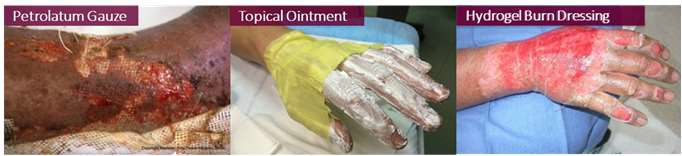 Petrolatum Gauze
Topical Ointment
Hydrogel Burn Dressing